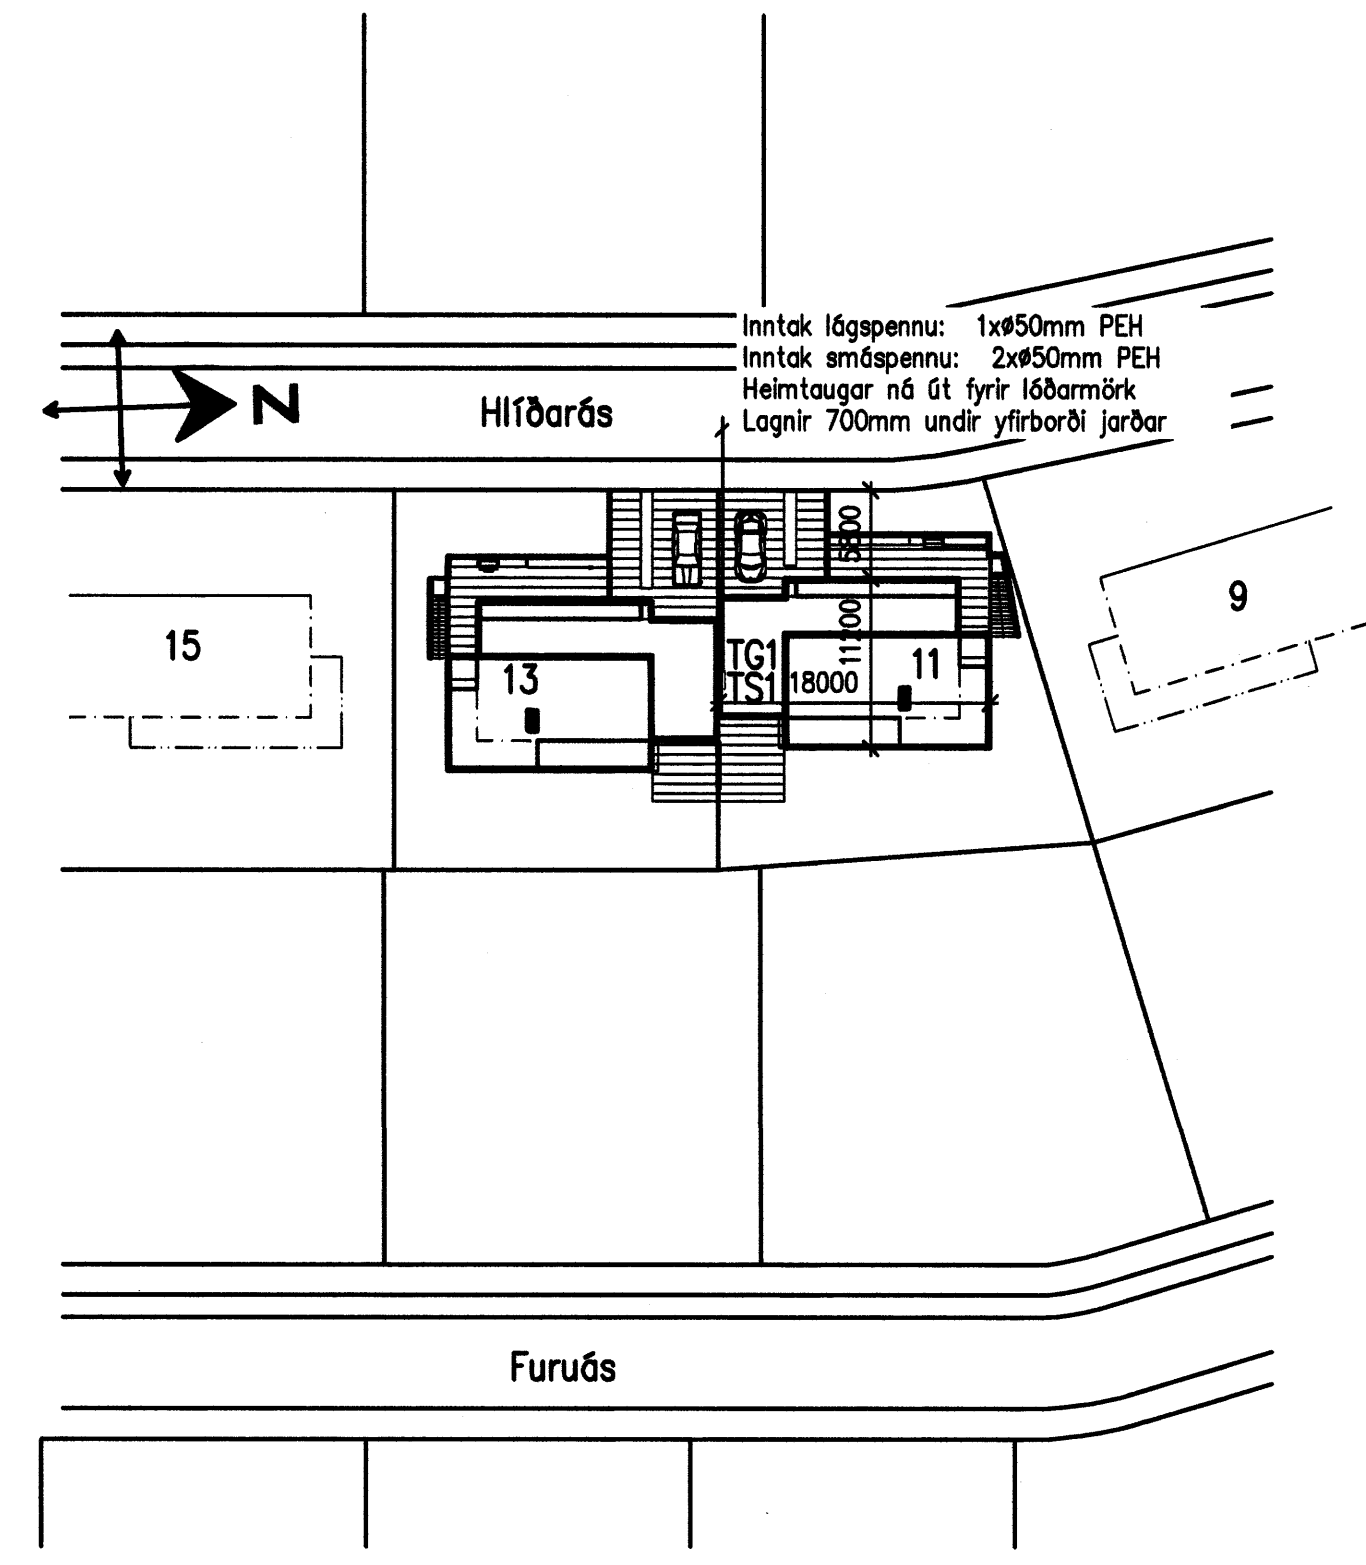 Inntak lágspennu: 1xø50mm PEH
Inntak smáspennu: 2xø50mm PEH
Heimtaugar ná út fyrir lóðarmörk
Lagnir 700mm undir yfirborði jarðar
N
Hlíðarás
5800
11200
9
15
13
TG1
TS1
18000
11
Furuás